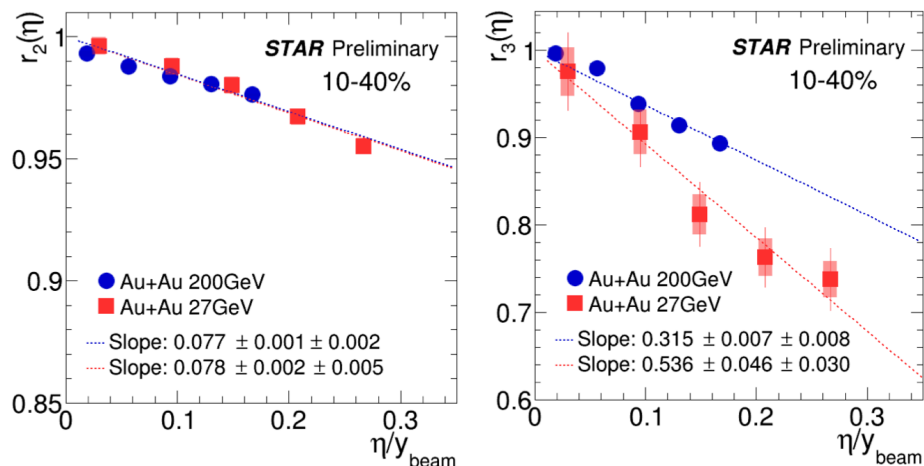 r2(η)
1
0.95
0.9
0.85
STAR Preliminary
10-40%
Au+Au 200GeV
Au+Au 27GeV
Slope: 0.077 ± 0.001 ± 0.002
Slope: 0.078 ± 0.002 ± 0.005
0 0.1 0.2 0.3
η/y_beam
r3(η)
1
0.9
0.8
0.7
0.6
STAR Preliminary
10-40%
Au+Au 200GeV
Au+Au 27GeV
Slope: 0.315 ± 0.007 ± 0.008
Slope: 0.536 ± 0.046 ± 0.030
0 0.1 0.2 0.3
η/y_beam